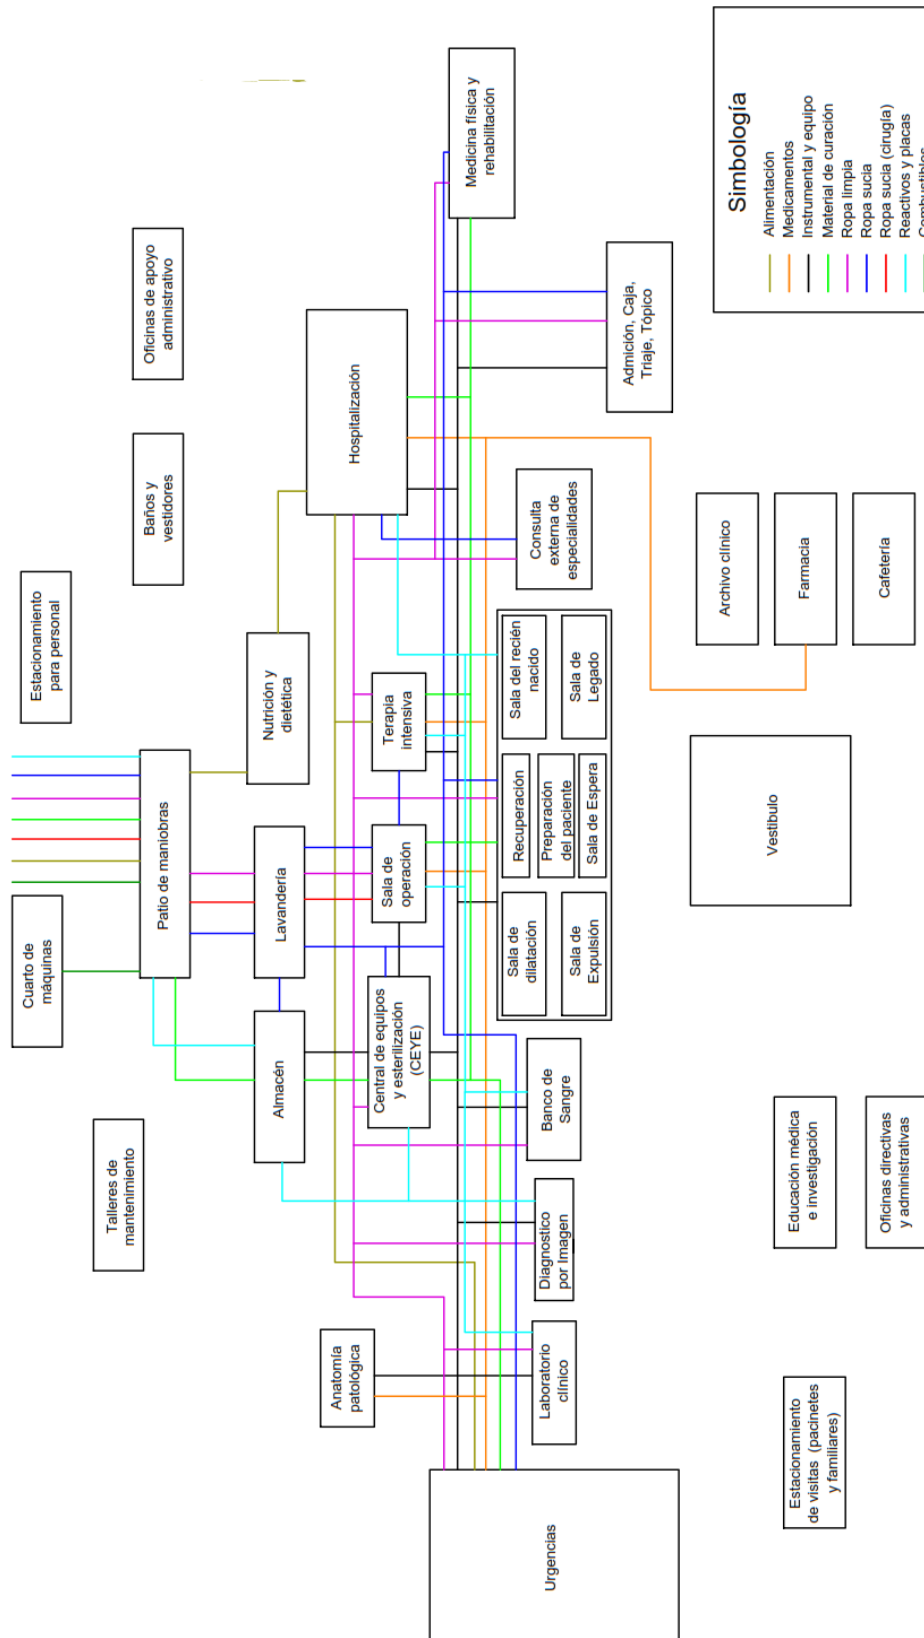 Cuarto de
máquinas
Estacionamiento
para personal
Talleres de
mantenimiento
Patio de maniobras
Baños y
vestidores
Oficinas de apoyo
administrativo
Almacén
Lavandería
Nutrición y
dietética
Hospitalización
Anatomía
patológica
Central de equipos
y esterilización
(CEYE)
Sala de
operación
Terapia
intensiva
Medicina física y
rehabilitación
Urgencias
Laboratorio
clínico
Diagnostico
por Imagen
Banco de
Sangre
Sala de
dilatación
Sala de
Expulsión
Recuperación
Preparación
del paciente
Sala de Espera
Sala del recién
nacido
Sala de
Legado
Consulta
externa de
especialidades
Admición, Caja,
Triaje, Tópico
Vestibulo
Archivo clínico
Farmacia
Cafetería
Estacionamiento
de visitas (pacinetes
y familiares)
Educación médica
e investigación
Oficinas directivas
y administrativas
Simbología
Alimentación
Medicamentos
Instrumental y equipo
Material de curación
Ropa limpia
Ropa sucia
Ropa sucia (cirugía)
Reactivos y placas
Combustibles